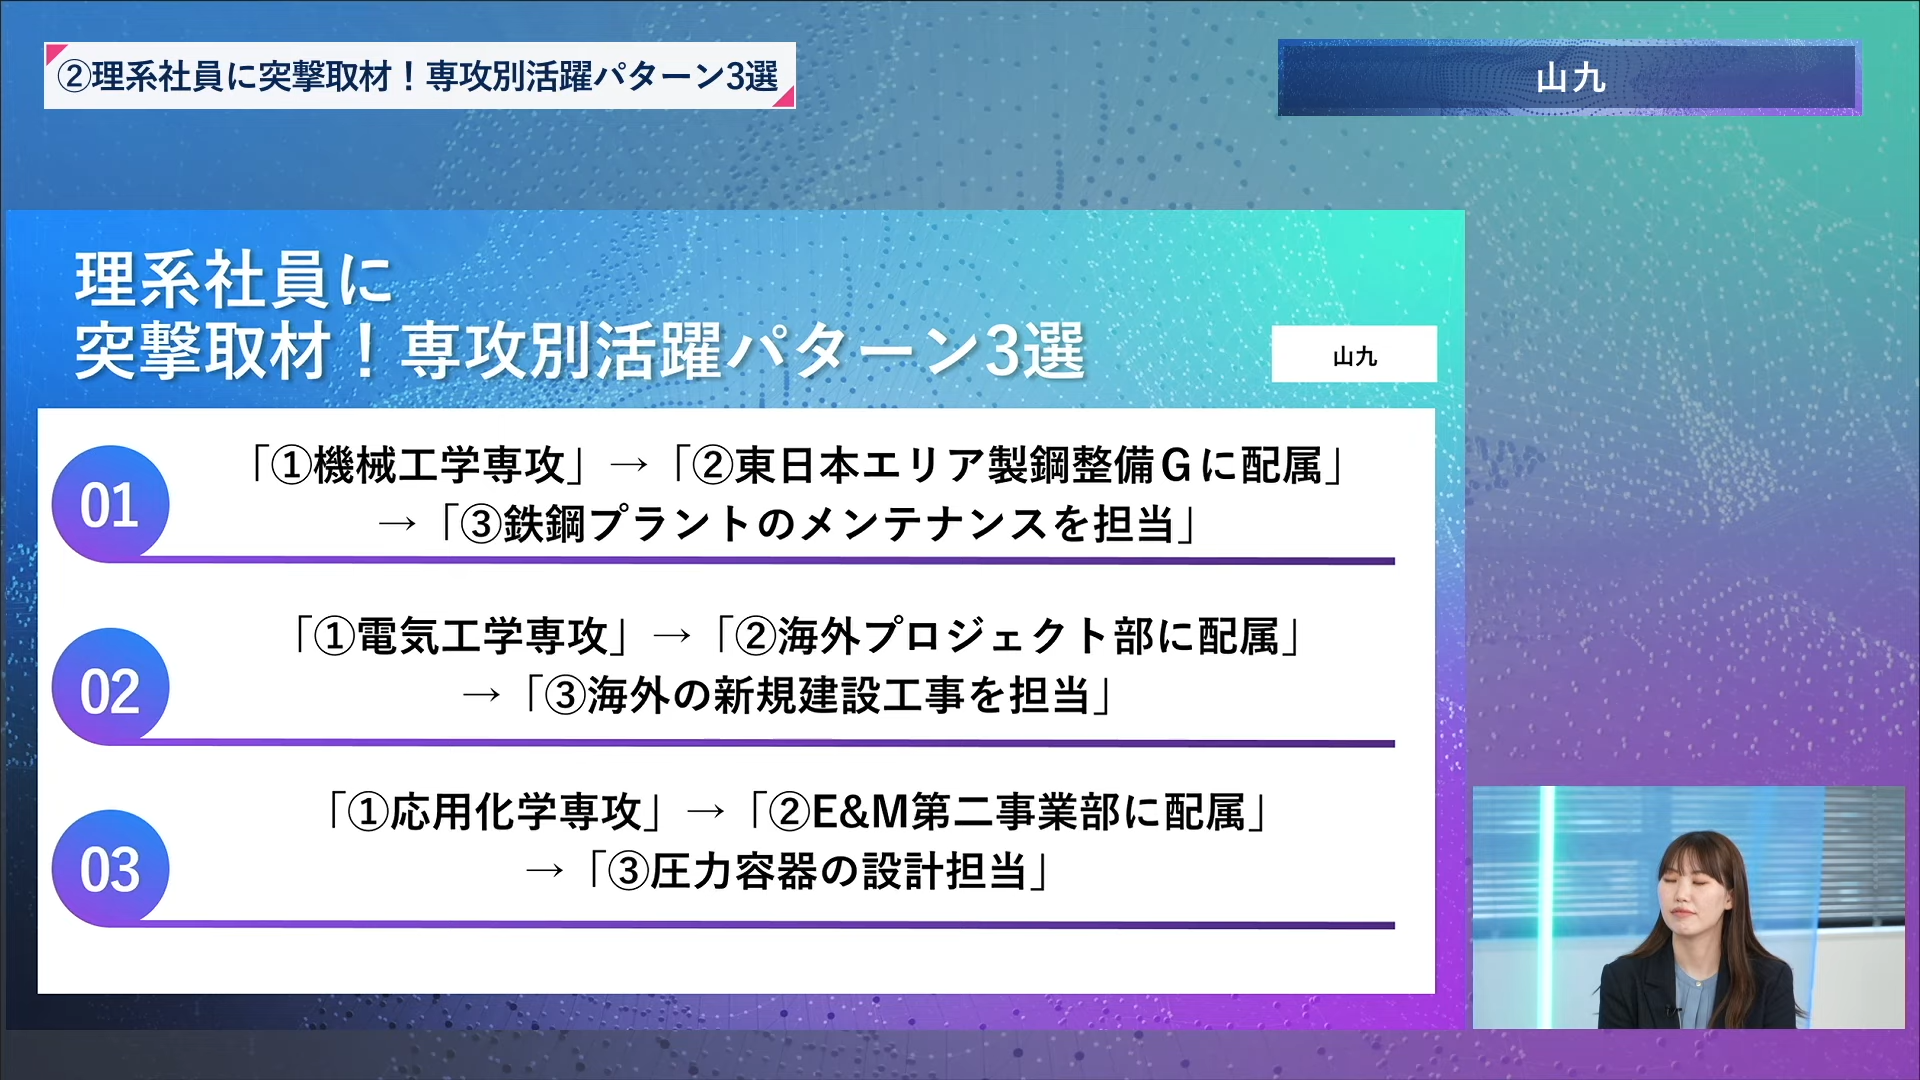 ②理系社員に突撃取材！専攻別活躍パターン3選
山九
理系社員に
突撃取材！専攻別活躍パターン3選
山九
01
「①機械工学専攻」→「②東日本エリア製鋼整備Ｇに配属」
→「③鉄鋼プラントのメンテナンスを担当」
02
「①電気工学専攻」→「②海外プロジェクト部に配属」
→「③海外の新規建設工事を担当」
03
「①応用化学専攻」→「②E&M第二事業部に配属」
→「③圧力容器の設計担当」